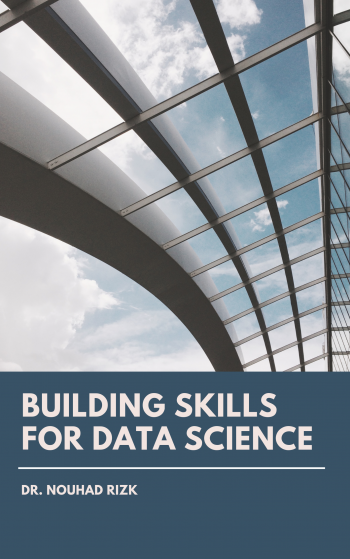 BUILDING SKILLS
FOR DATA SCIENCE
DR. NOUHAD RIZK